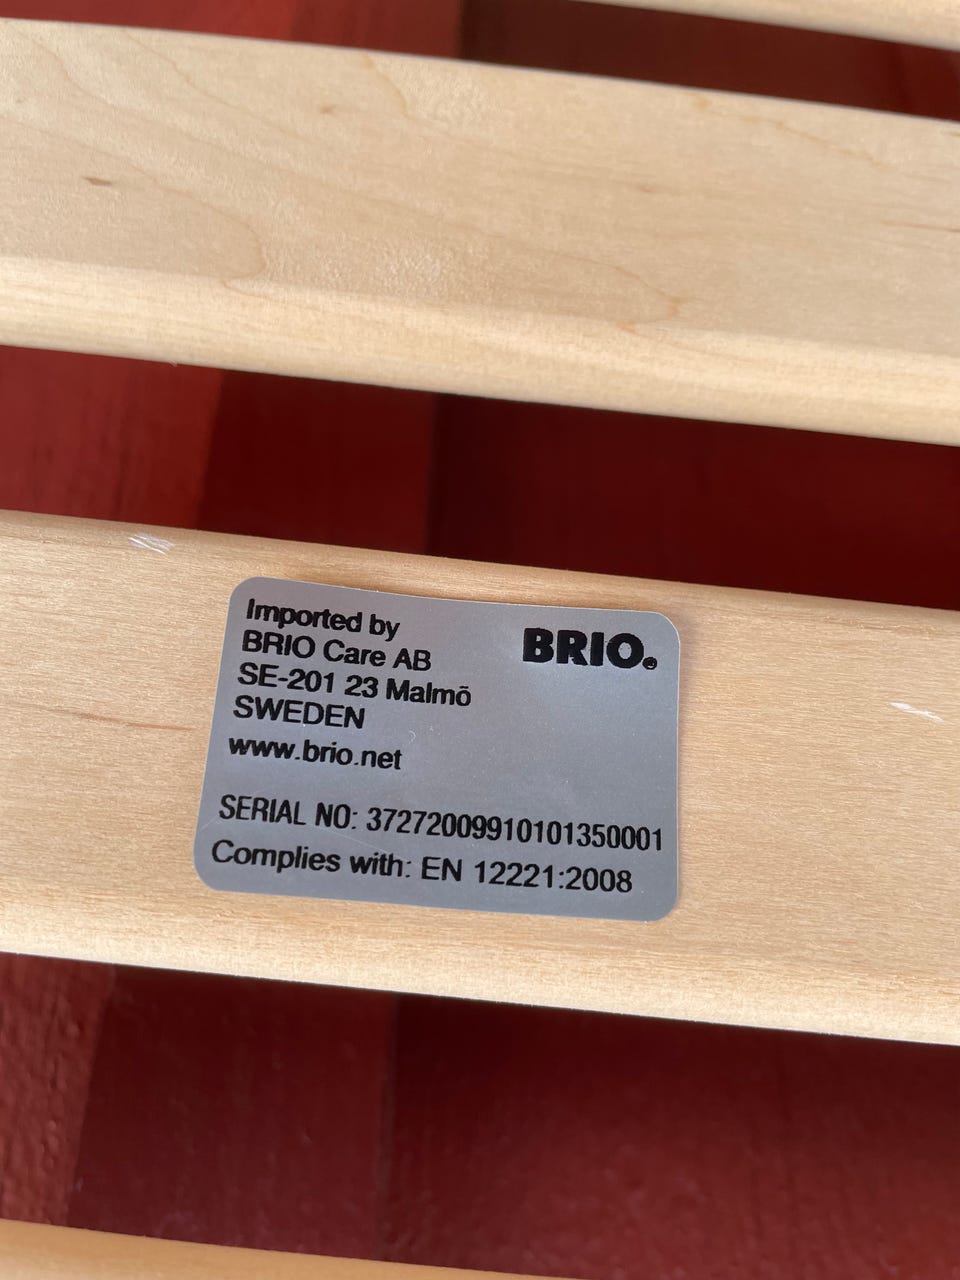 Imported by
BRIO Care AB
SE-201 23 Malmö
SWEDEN
www.brio.net
BRIO®
SERIAL NO: 37272009910101350001
Complies with: EN 12221:2008